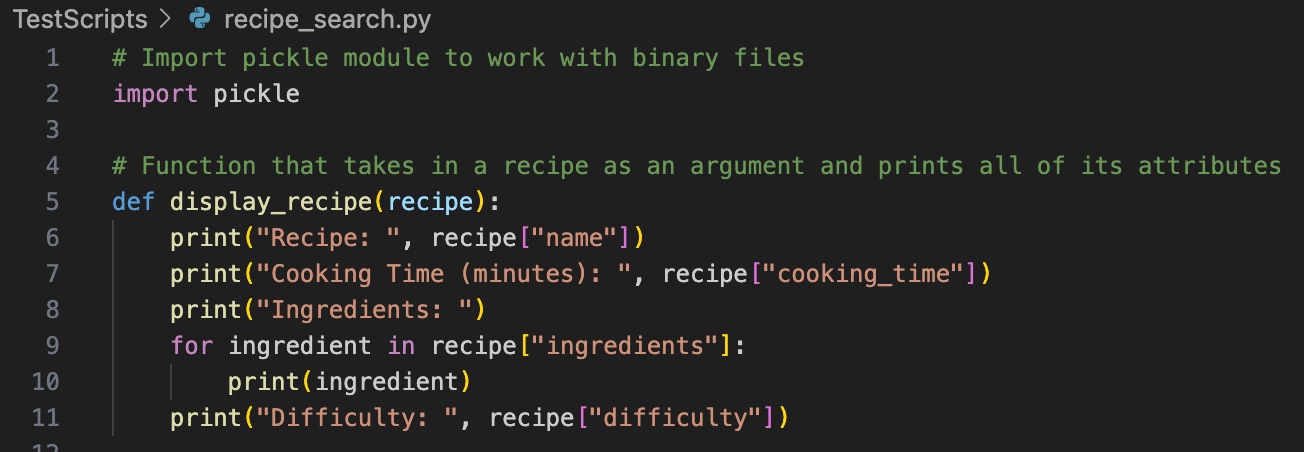 TestScripts > recipe_search.py
1 # Import pickle module to work with binary files
2 import pickle
3
4 # Function that takes in a recipe as an argument and prints all of its attributes
5 def display_recipe(recipe):
6     print("Recipe: ", recipe["name"])
7     print("Cooking Time (minutes): ", recipe["cooking_time"])
8     print("Ingredients: ")
9     for ingredient in recipe["ingredients"]:
10         print(ingredient)
11     print("Difficulty: ", recipe["difficulty"])
12